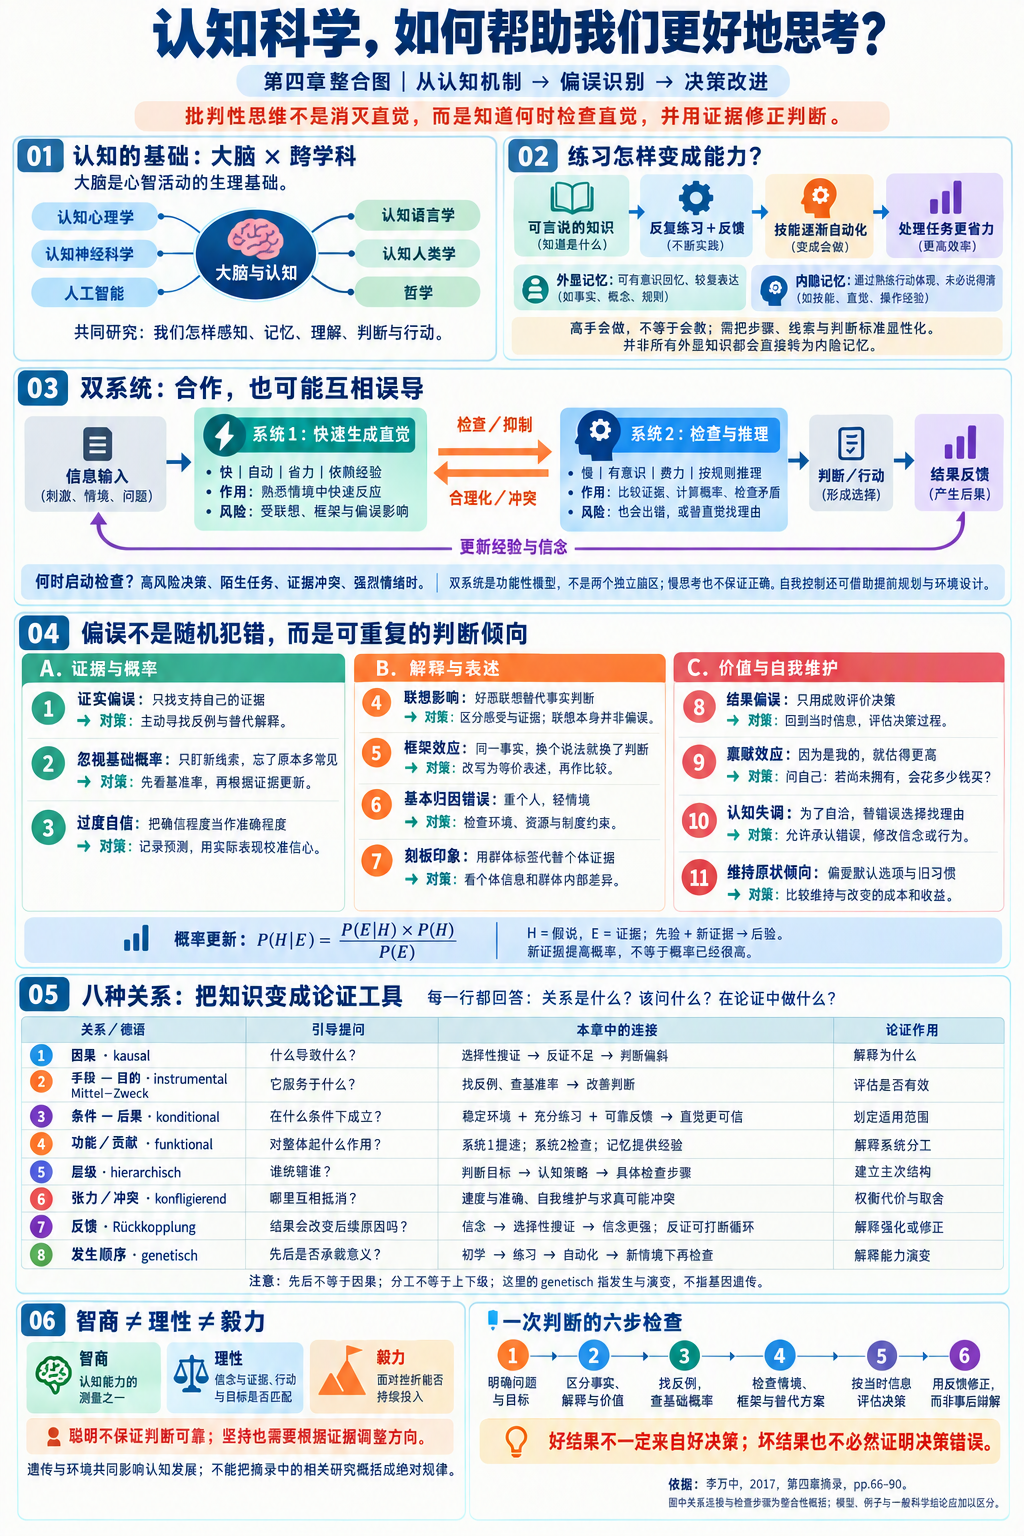 认知科学，如何帮助我们更好地思考？
第四章整合图 | 从认知机制 → 偏误识别 → 决策改进
批判性思维不是消灭直觉，而是知道何时检查直觉，并用证据修正判断。
01 认知的基础：大脑 × 跨学科
大脑是心智活动的生理基础。
认知心理学
认知神经科学
人工智能
大脑与认知
认知语言学
认知人类学
哲学
共同研究：我们怎样感知、记忆、理解、判断与行动。
02 练习怎样变成能力？
可言说的知识
（知道是什么）
反复练习＋反馈
（不断实践）
技能逐渐自动化
（变成会做）
处理任务更省力
（更高效率）
外显记忆：可有意识回忆、较复表达
（如事实、概念、规则）
内隐记忆：通过熟练行动体现、未必说得清
（如技能、直觉、操作经验）
高手会做，不等于会教；需把步骤、线索与判断标准显性化。
并非所有外显知识都会直接转为内隐记忆。
03 双系统：合作，也可能互相误导
信息输入
（刺激、情境、问题）
系统1：快速生成直觉
• 快 | 自动 | 省力 | 依赖经验
• 作用：熟悉情境中快速反应
• 风险：受联想、框架与偏误影响
检查／抑制
合理化／冲突
系统2：检查与推理
• 慢 | 有意识 | 费力 | 按规则推理
• 作用：比较证据、计算概率、检查矛盾
• 风险：也会出错，或替直觉找理由
判断／行动
（形成选择）
结果反馈
（产生后果）
更新经验与信念
何时启动检查？高风险决策、陌生任务、证据冲突、强烈情绪时。
双系统是功能性模型，不是两个独立脑区；慢思考也不保证正确。自我控制还可借助提前规划与环境设计。
04 偏误不是随机犯错，而是可重复的判断倾向
A. 证据与概率
1 证实偏误：只找支持自己的证据
→ 对策：主动寻找反例与替代解释。
2 忽视基础概率：只盯新线索，忘了原本多常见
→ 对策：先看基准率，再根据证据更新。
3 过度自信：把确信程度当作准确程度
→ 对策：记录预测，用实际表现校准信心。
B. 解释与表述
4 联想影响：好恶联想替代事实判断
→ 对策：区分感受与证据；联想本身并非偏误。
5 框架效应：同一事实，换个说法就换了判断
→ 对策：改写为等价表述，再作比较。
6 基本归因错误：重个人，轻情境
→ 对策：检查环境、资源与制度约束。
7 刻板印象：用群体标签代替个体证据
→ 对策：看个体信息和群体内部差异。
C. 价值与自我维护
8 结果偏误：只用成败评价决策
→ 对策：回到当时信息，评估决策过程。
9 禀赋效应：因为是我的，就估得更高
→ 对策：问自己：若尚未拥有，会花多少钱买？
10 认知失调：为了自洽，替错误选择找理由
→ 对策：允许承认错误，修改信念或行为。
11 维持原状倾向：偏爱默认选项与旧习惯
→ 对策：比较维持与改变的成本和收益。
概率更新：P(H|E) = P(E|H) × P(H) / P(E)
H = 假说，E = 证据；先验 + 新证据 → 后验。
新证据提高概率，不等于概率已经很高。
05 八种关系：把知识变成论证工具 每一行都回答：关系是什么？该问什么？在论证中做什么？
关系／德语 引导提问 本章中的连接 论证作用
1 因果 · kausal 什么导致什么？ 选择性搜证 → 反证不足 → 判断偏斜 解释为什么
2 手段 — 目的 · instrumental
Mittel–Zweck 它服务于什么？ 找反例、查基准率 → 改善判断 评估是否有效
3 条件 — 后果 · konditional 在什么条件下成立？ 稳定环境 + 充分练习 + 可靠反馈 → 直觉更可信 划定适用范围
4 功能／贡献 · funktional 对整体起什么作用？ 系统1提速；系统2检查；记忆提供经验 解释系统分工
5 层级 · hierarchisch 谁统辖谁？ 判断目标 → 认知策略 → 具体检查步骤 建立主次结构
6 张力／冲突 · konfligierend 哪里互相抵消？ 速度与准确、自我维护与求真可能冲突 权衡代价与取舍
7 反馈 · Rückkopplung 结果会改变后续原因吗？ 信念 → 选择性搜证 → 信念更强；反证可打断循环 解释强化或修正
8 发生顺序 · genetisch 先后是否承载意义？ 初学 → 练习 → 自动化 → 新情境下再检查 解释能力演变
注意：先后不等于因果；分工不等于上下级；这里的 genetisch 指发生与演变，不指基因遗传。
06 智商 ≠ 理性 ≠ 毅力
智商
认知能力的
测量之一
理性
信念与证据、行动
与目标是否匹配
毅力
面对挫折能否
持续投入
聪明不保证判断可靠；坚持也需要根据证据调整方向。
遗传与环境共同影响认知发展；不能把摘录中的相关研究概括成绝对规律。
一次判断的六步检查
1 明确问题
与目标
2 区分事实、
解释与价值
3 找反例，
查基础概率
4 检查情境、
框架与替代方案
5 按当时信息
评估决策
6 用反馈修正，
而非事后辩解
好结果不一定来自好决策；坏结果也不必然证明决策错误。
依据：李万中，2017，第四章摘录，pp.66–90。
图中关系连接与检查步骤为整合性概括；模型、例子与一般科学结论应加以区分。